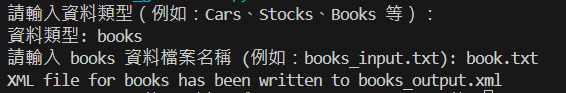 請輸入資料類型 (例如：Cars、Stocks、Books 等)：
資料類型: books
請輸入 books 資料檔案名稱 (例如：books_input.txt): book.txt
XML file for books has been written to books_output.xml